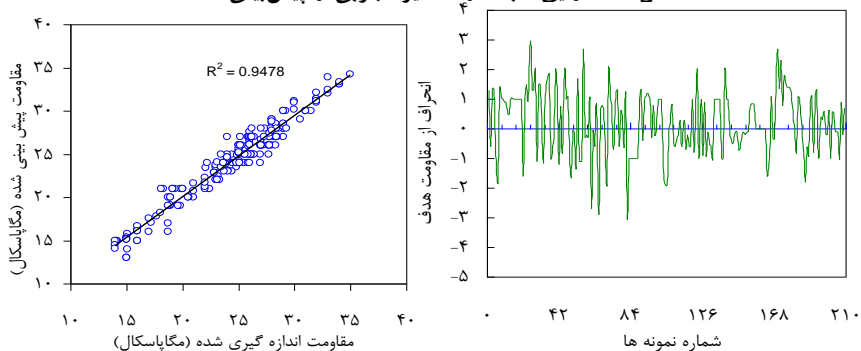 مقاومت پیش بینی شده (مگاپاسکال)
۴۰
۳۵
۳۰
۲۵
۲۰
۱۵
۱۰
R² = 0.9478
۱۰ ۱۵ ۲۰ ۲۵ ۳۰ ۳۵ ۴۰
مقاومت اندازه گیری شده (مگاپاسکال)
انحراف از مقاومت هدف
۴
۳
۲
۱
۰
-۱
-۲
-۳
-۴
-۵
۰ ۴۲ ۸۴ ۱۲۶ ۱۶۸ ۲۱۰
شماره نمونه ها